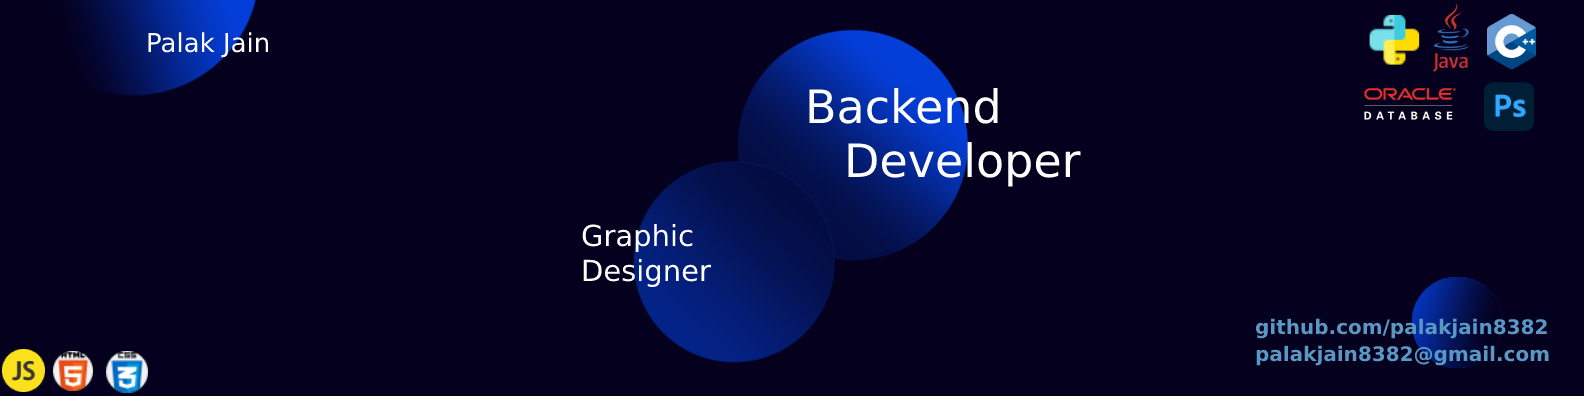 Palak Jain
Backend
Developer
Graphic
Designer
Java
C++
ORACLE
DATABASE
Ps
github.com/palakjain8382
palakjain8382@gmail.com
JS
HTML
5
CSS
3